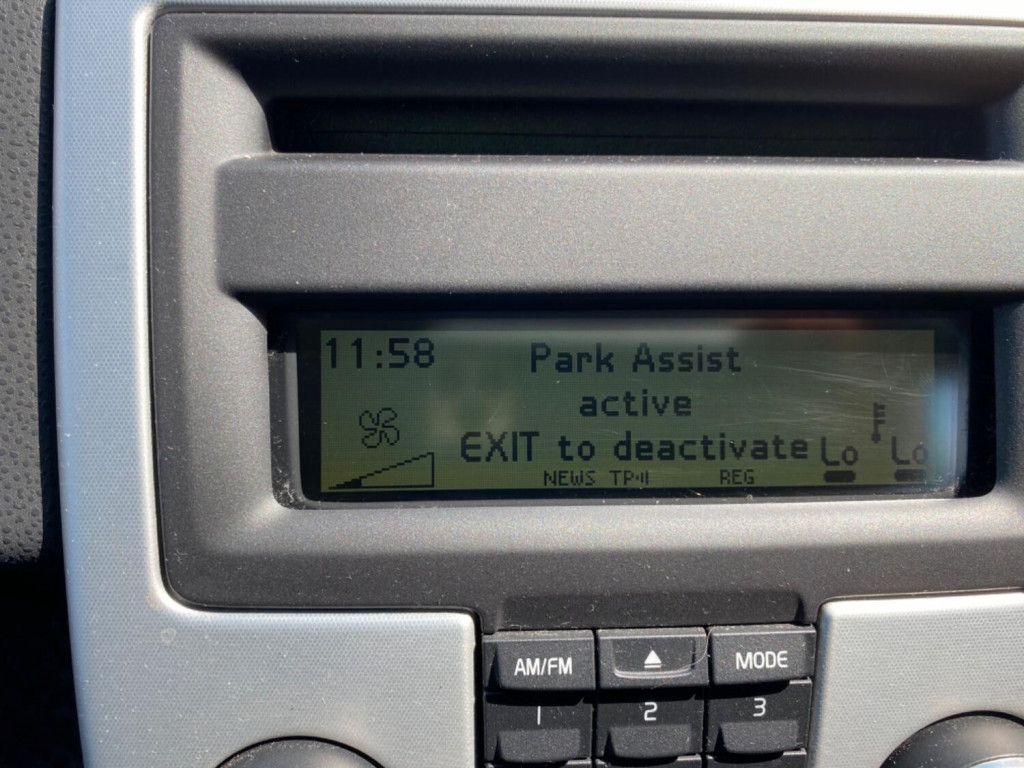 11:58 Park Assist
active
EXIT to deactivate Lo Lo
NEWS TP REG
AM/FM MODE
1 2 3